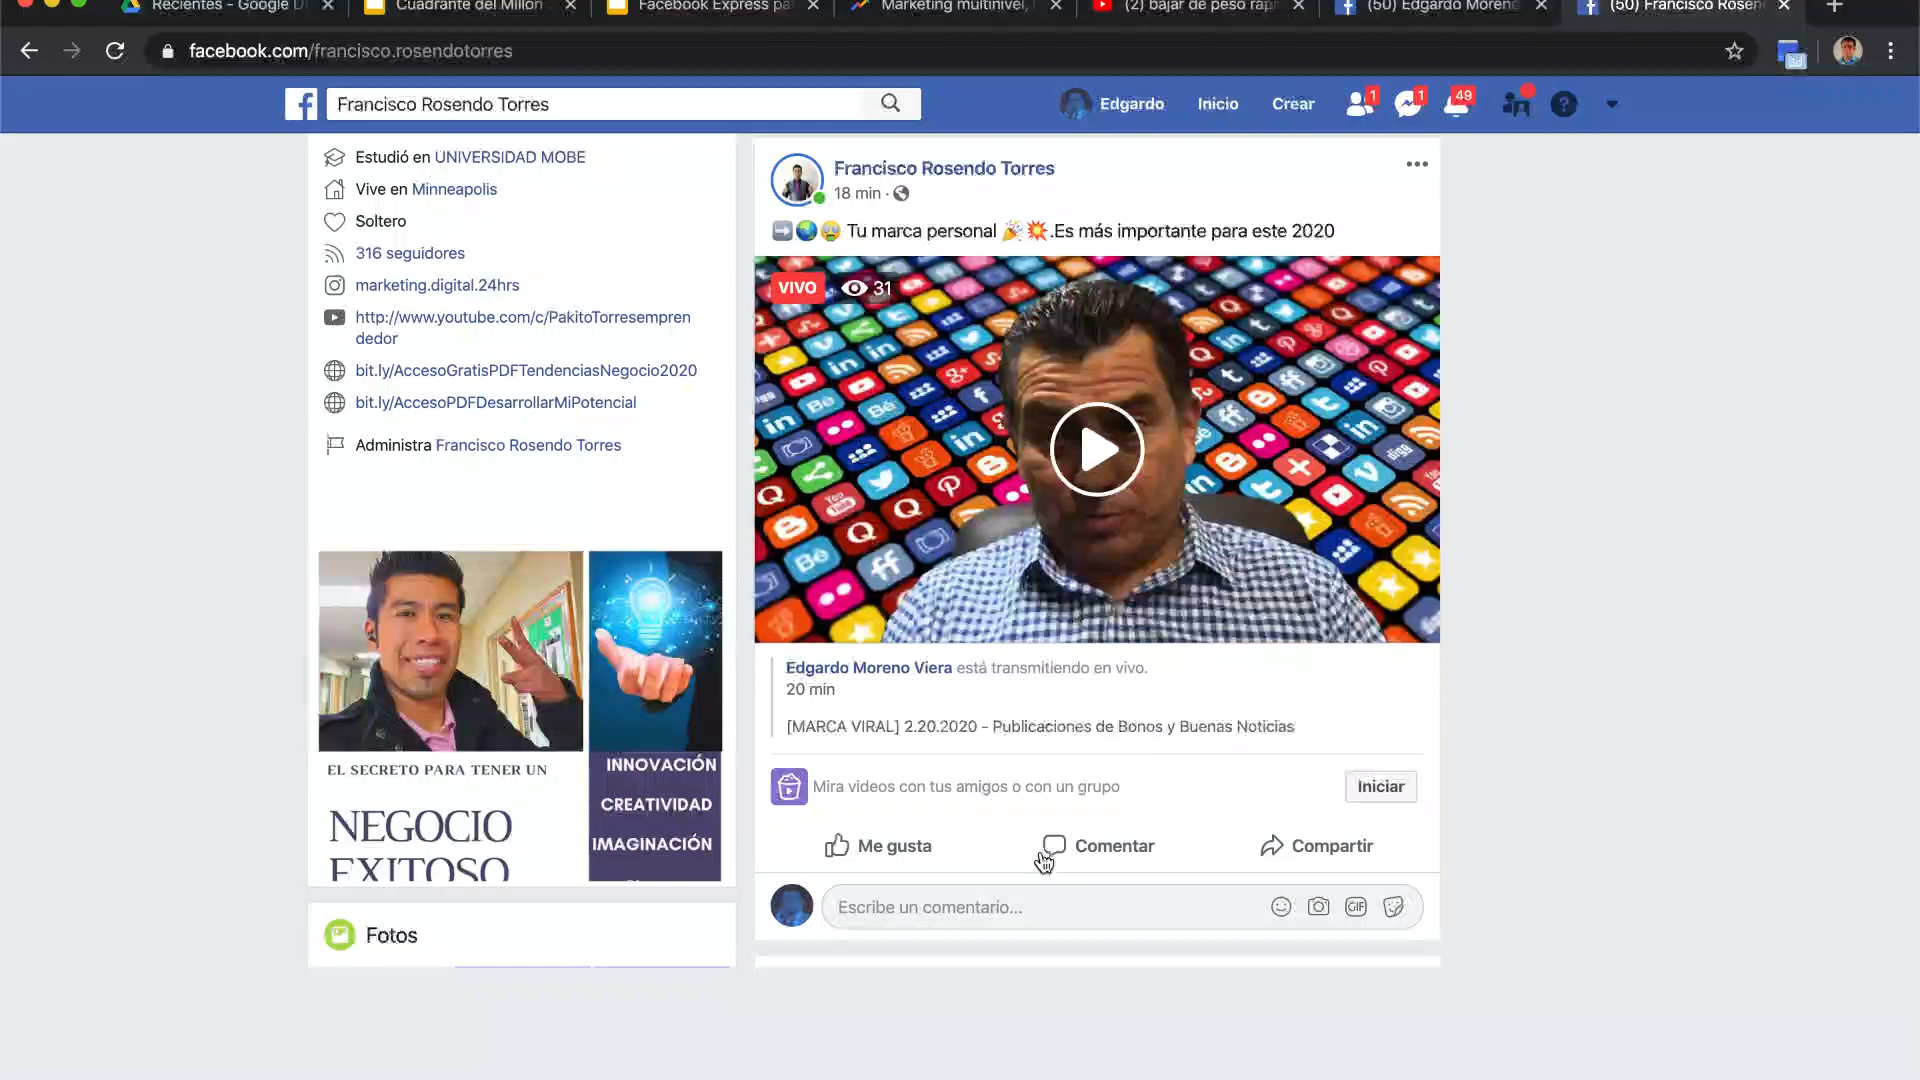 Recientes - Google D
Cuadrante del Millon
Facebook Express pa
Marketing multinivel,
(2) bajar de peso rapi
(50) Edgardo Moreno
(50) Francisco Rosen
facebook.com/francisco.rosendotorres
Francisco Rosendo Torres
Edgardo
Inicio
Crear
1
1
49
Estudió en UNIVERSIDAD MOBE
Vive en Minneapolis
Soltero
316 seguidores
marketing.digital.24hrs
http://www.youtube.com/c/PakitoTorresempren
dedor
bit.ly/AccesoGratisPDFTendenciasNegocio2020
bit.ly/AccesoPDFDesarrollarMiPotencial
Administra Francisco Rosendo Torres
EL SECRETO PARA TENER UN
NEGOCIO
EXITOSO
INNOVACIÓN
CREATIVIDAD
IMAGINACIÓN
Fotos
Francisco Rosendo Torres
18 min ·
Tu marca personal .Es más importante para este 2020
VIVO
31
Edgardo Moreno Viera está transmitiendo en vivo.
20 min
[MARCA VIRAL] 2.20.2020 - Publicaciones de Bonos y Buenas Noticias
Mira videos con tus amigos o con un grupo
Iniciar
Me gusta
Comentar
Compartir
Escribe un comentario...
GIF